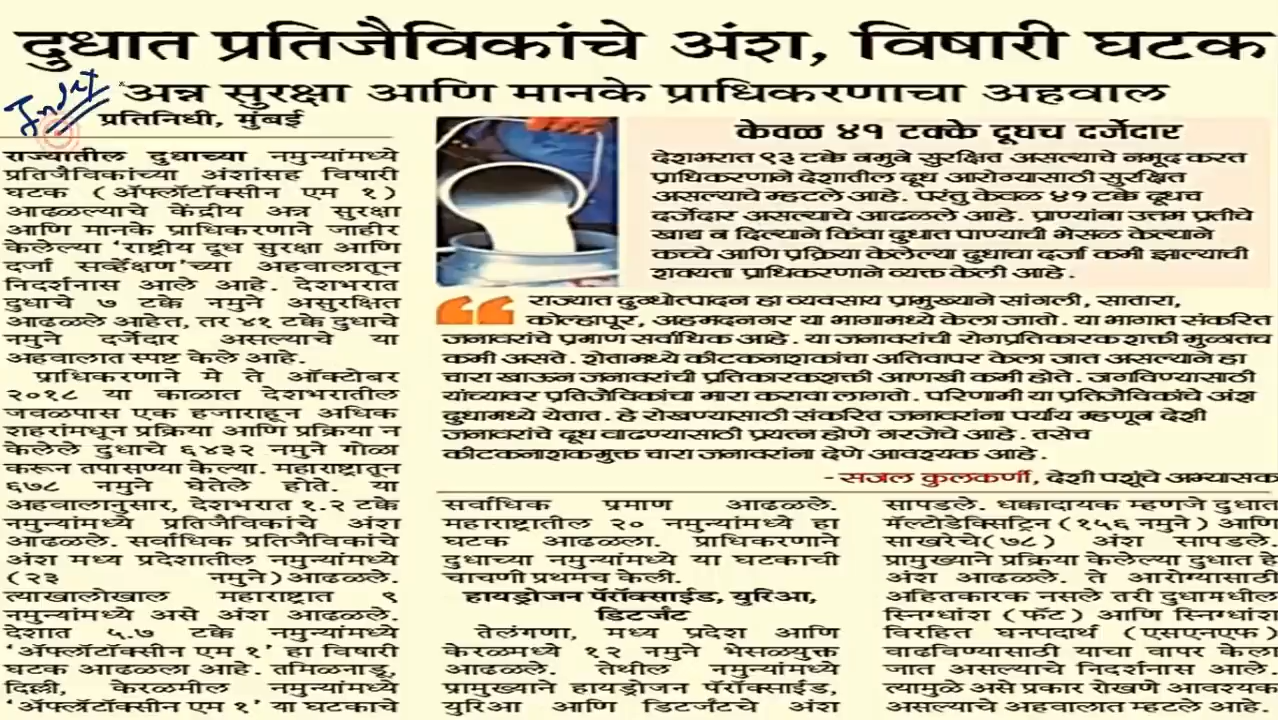 दुधात प्रतिजैविकांचे अंश, विषारी घटक
अन्न सुरक्षा आणि मानके प्राधिकरणाचा अहवाल
प्रतिनिधी, मुंबई
राज्यातील दुधाच्या नमुन्यांमध्ये
प्रतिजैविकांच्या अंशांसह विषारी
घटक (ॲफ्लॉटॉक्सीन एम १)
आढळल्याचे केंद्रीय अन्न सुरक्षा
आणि मानके प्राधिकरणाने जाहीर
केलेल्या 'राष्ट्रीय दूध सुरक्षा आणि
दर्जा सर्व्हेक्षण'च्या अहवालातून
निदर्शनास आले आहे. देशभरात
दुधाचे ७ टक्के नमुने असुरक्षित
आढळले आहेत, तर ४१ टक्के दुधाचे
नमुने दर्जेदार असल्याचे या
अहवालात स्पष्ट केले आहे.
प्राधिकरणाने मे ते ऑक्टोबर
२०१८ या काळात देशभरातील
जवळपास एक हजाराहून अधिक
शहरांमधून प्रक्रिया आणि प्रक्रिया न
केलेले दुधाचे ६४३२ नमुने गोळा
करून तपासण्या केल्या. महाराष्ट्रातून
६७८ नमुने घेतेले होते. या
अहवालानुसार, देशभरात १.२ टक्के
नमुन्यांमध्ये प्रतिजैविकांचे अंश
आढळले. सर्वाधिक प्रतिजैविकांचे
अंश मध्य प्रदेशातील नमुन्यांमध्ये
(२३ नमुने) आढळले.
त्याखालोखाल महाराष्ट्रात ९
नमुन्यांमध्ये असे अंश आढळले.
देशात ५.७ टक्के नमुन्यांमध्ये
'ॲफ्लॉटॉक्सीन एम १' हा विषारी
घटक आढळला आहे. तमिळनाडू,
दिल्ली, केरळमील नमुन्यांमध्ये
'ॲफ्लॅटॉक्सीन एम १' या घटकाचे
केवळ ४१ टक्के दूधच दर्जेदार
देशभरात ९३ टक्के नमुने सुरक्षित असल्याचे नमूद करत
प्राधिकरणाने देशातील दूध आरोग्यासाठी सुरक्षित
असल्याचे म्हटले आहे. परंतु केवळ ४१ टक्के दूधच
दर्जेदार असल्याचे आढळले आहे. प्राण्यांना उत्तम प्रतीचे
खाद्य न दिल्याने किंवा दुधात पाण्याची भेसळ केल्याने
कच्चे आणि प्रक्रिया केलेल्या दुधाचा दर्जा कमी झाल्याची
शक्यता प्राधिकरणाने व्यक्त केली आहे.
राज्यात दुग्धोत्पादन हा व्यवसाय प्रामुख्याने सांगली, सातारा,
कोल्हापूर, अहमदनगर या भागामध्ये केला जातो. या भागात संकरित
जनावरांचे प्रमाण सर्वाधिक आहे. या जनावरांची रोगप्रतिकारक शक्ती मुळातच
कमी असते. शेतामध्ये कीटकनाशकांचा अतिवापर केला जात असल्याने हा
चारा खाऊन जनावरांची प्रतिकारकशक्ती आणखी कमी होते. जगविण्यासाठी
यांच्यावर प्रतिजैविकांचा मारा करावा लागतो. परिणामी या प्रतिजैविकांचे अंश
दुधामध्ये येतात. हे रोखण्यासाठी संकरित जनावरांना पर्याय म्हणून देशी
जनावरांचे दूध वाढण्यासाठी प्रयत्न होणे गरजेचे आहे. तसेच
कीटकनाशकमुक्त चारा जनावरांना देणे आवश्यक आहे.
- सजल कुलकर्णी, देशी पशूंचे अभ्यासक
सर्वाधिक प्रमाण आढळले.
महाराष्ट्रातील २० नमुन्यांमध्ये हा
घटक आढळला. प्राधिकरणाने
दुधाच्या नमुन्यांमध्ये या घटकाची
चाचणी प्रथमच केली.
हायड्रोजन पॅरॉक्साईड, युरिआ,
डिटर्जंट
तेलंगणा, मध्य प्रदेश आणि
केरळमध्ये १२ नमुने भेसळयुक्त
आढळले. तेथील नमुन्यांमध्ये
प्रामुख्याने हायड्रोजन पॅरॉक्साईड,
युरिआ आणि डिटर्जंटचे अंश
सापडले. धक्कादायक म्हणजे दुधात
मॅल्टोडेक्सिट्रिन (१५६ नमुने) आणि
साखरेचे(७८) अंश सापडले.
प्रामुख्याने प्रक्रिया केलेल्या दुधात हे
अंश आढळले. ते आरोग्यासाठी
अहितकारक नसले तरी दुधामधील
स्निग्धांश (फॅट) आणि स्निग्धांश
विरहित घनपदार्थ (एसएनएफ)
वाढविण्यासाठी याचा वापर केला
जात असल्याचे निदर्शनास आले.
त्यामुळे असे प्रकार रोखणे आवश्यक
असल्याचे अहवालात म्हटले आहे.